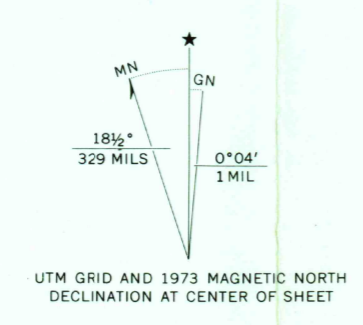 ★
MN
GN
18½°
329 MILS
0°04′
1 MIL
UTM GRID AND 1973 MAGNETIC NORTH
DECLINATION AT CENTER OF SHEET